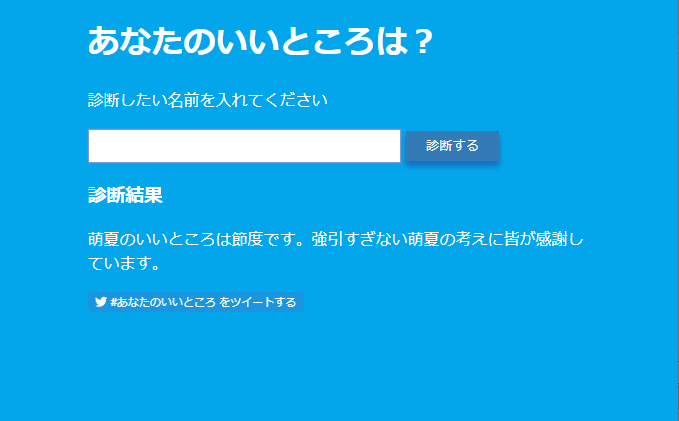 あなたのいいところは？
診断したい名前を入れてください
診断する
診断結果
萌夏のいいところは節度です。強引すぎない萌夏の考えに皆が感謝し
ています。
#あなたのいいところ をツイートする